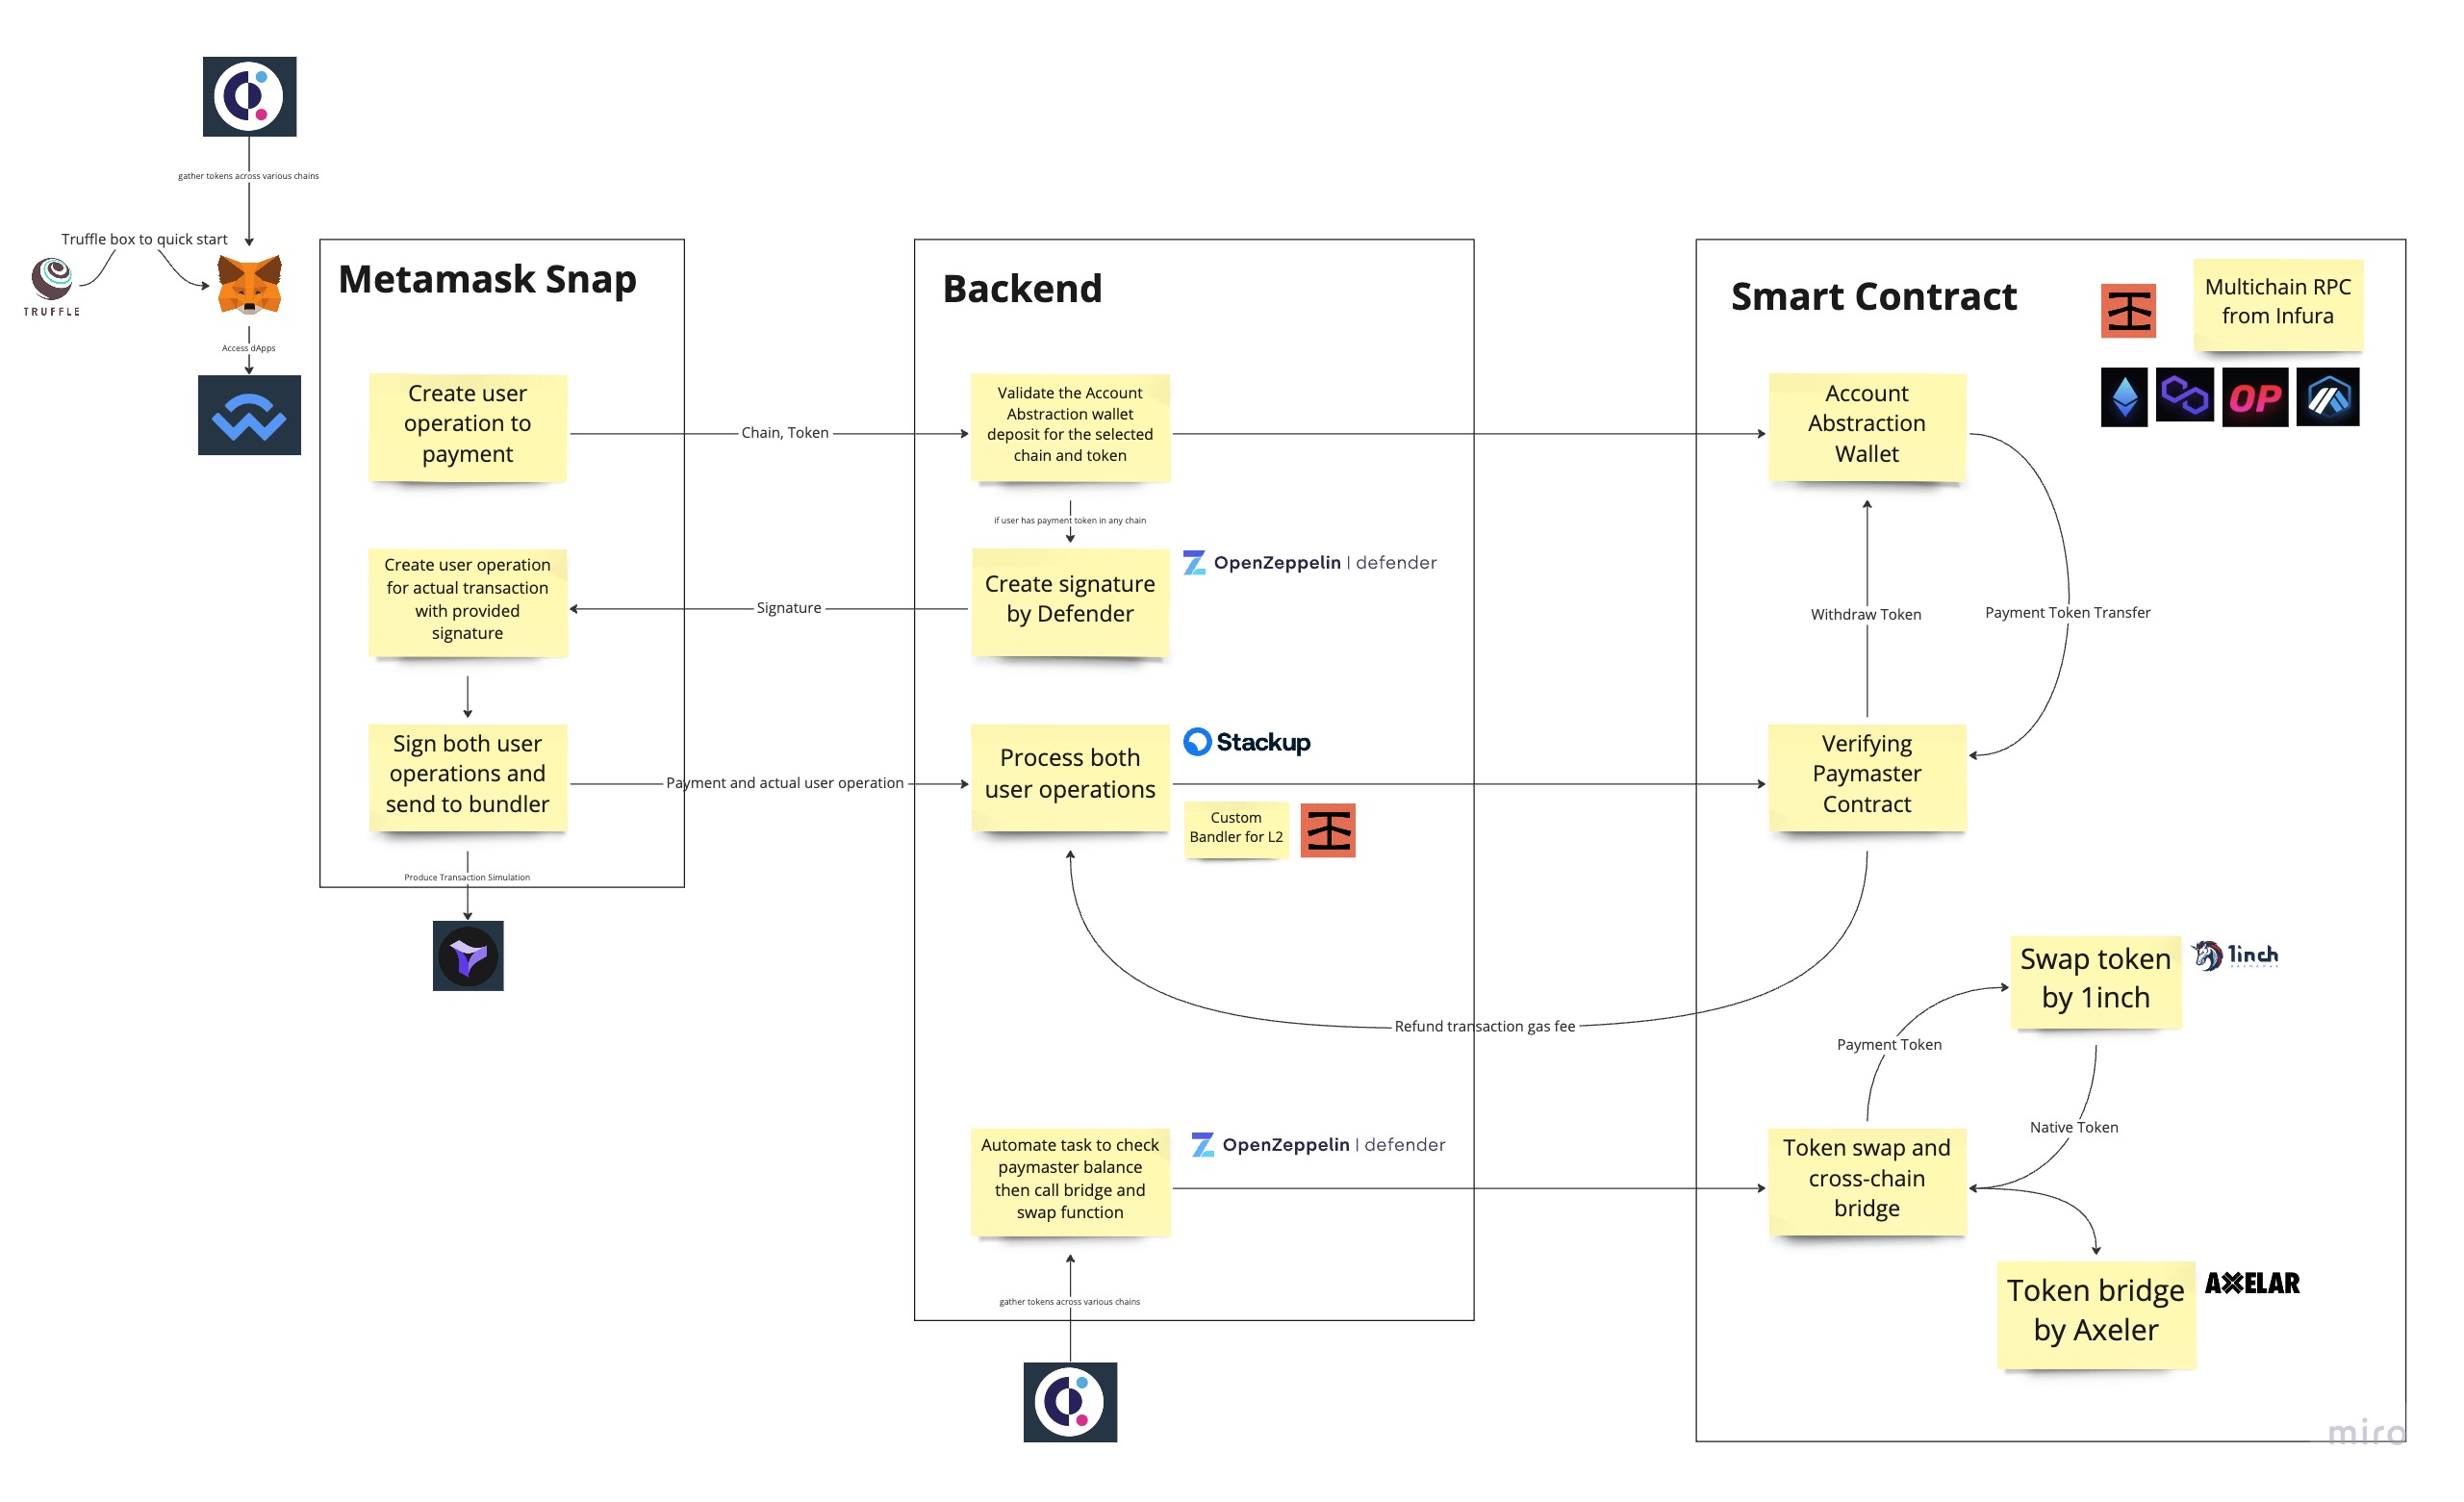 gather tokens across various chains
Truffle box to quick start
TRUFFLE
Access dApps
Metamask Snap
Create user
operation to
payment
Create user operation
for actual transaction
with provided
signature
Sign both user
operations and
send to bundler
Produce Transaction Simulation
Chain, Token
Signature
Payment and actual user operation
Backend
Validate the Account
Abstraction wallet
deposit for the selected
chain and token
if user has payment token in any chain
Create signature
by Defender
OpenZeppelin | defender
Process both
user operations
Stackup
Custom
Bandler for L2
Refund transaction gas fee
Automate task to check
paymaster balance
then call bridge and
swap function
OpenZeppelin | defender
gather tokens across various chains
Smart Contract
Multichain RPC
from Infura
OP
Account
Abstraction
Wallet
Withdraw Token
Payment Token Transfer
Verifying
Paymaster
Contract
Swap token
by 1inch
1inch
Payment Token
Native Token
Token swap and
cross-chain
bridge
Token bridge
by Axeler
AXELAR
miro